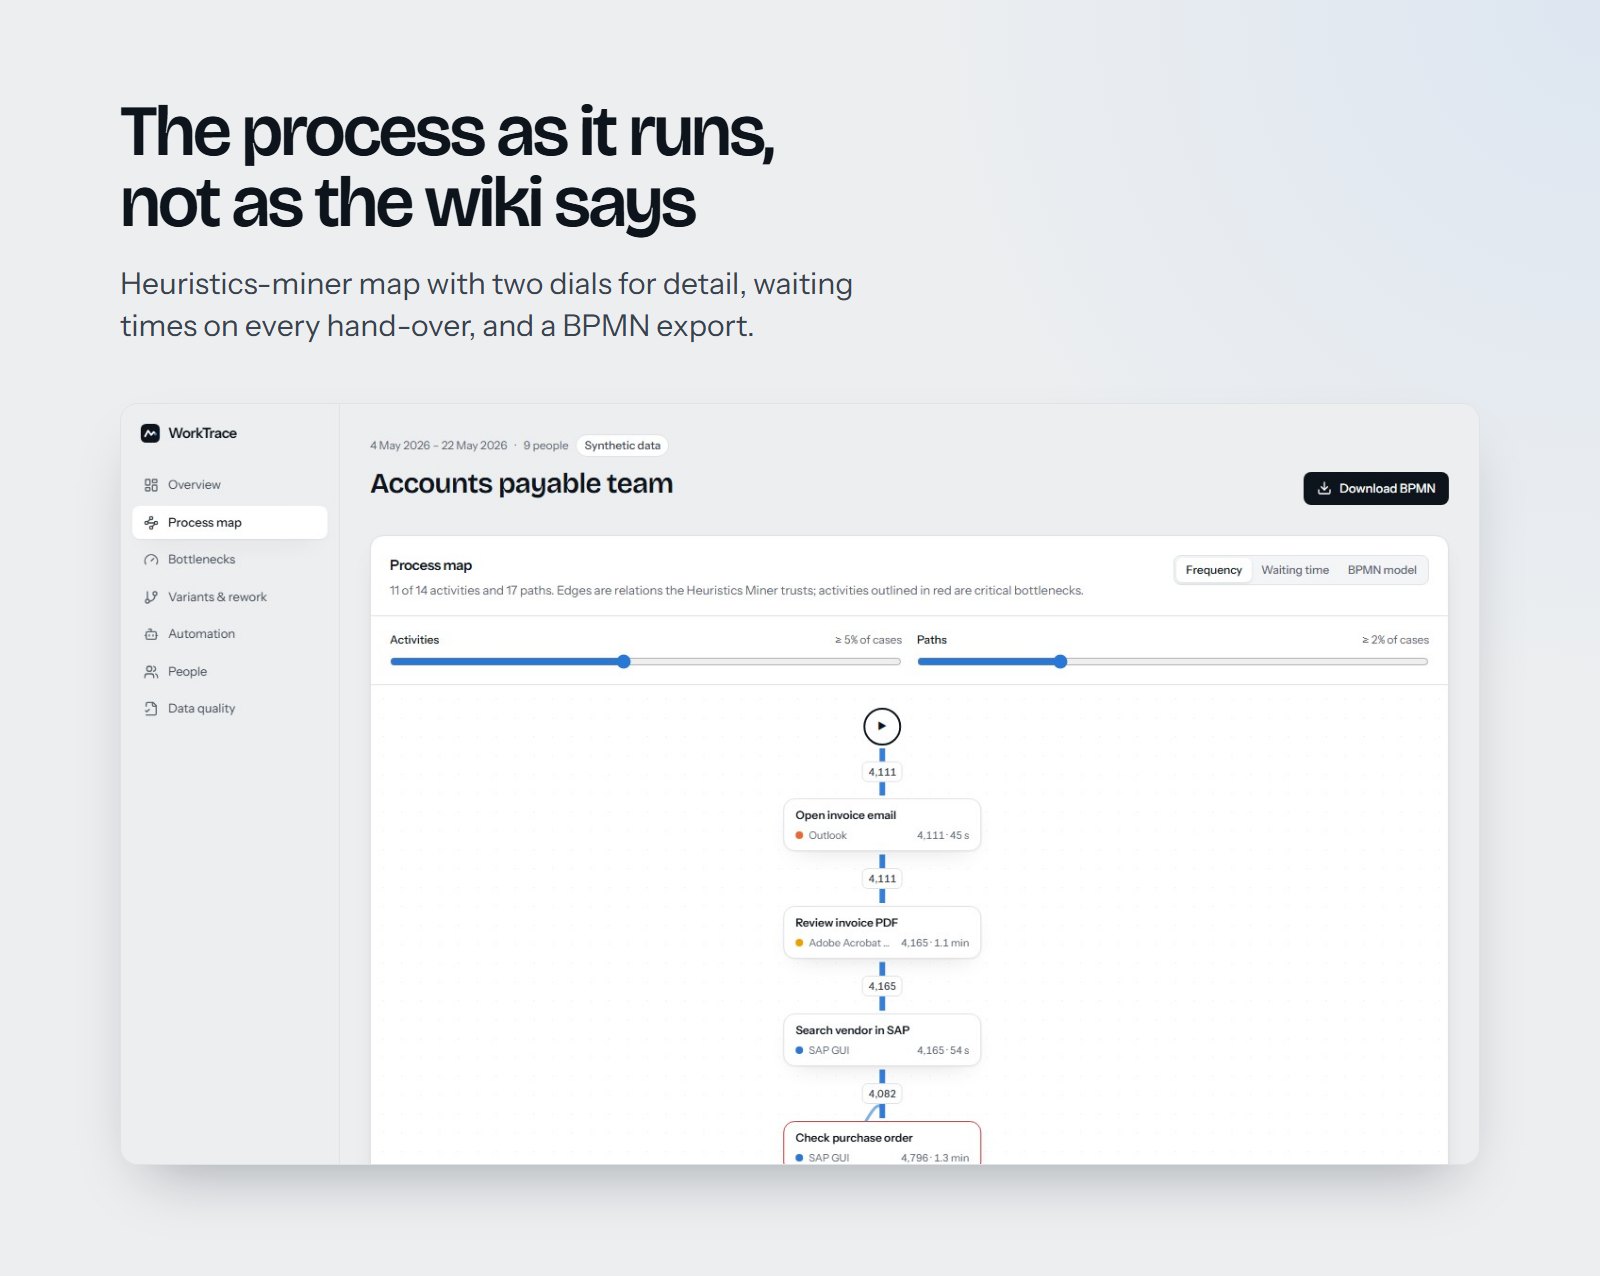 The process as it runs,
not as the wiki says
Heuristics-miner map with two dials for detail, waiting
times on every hand-over, and a BPMN export.
WorkTrace
Overview
Process map
Bottlenecks
Variants & rework
Automation
People
Data quality
4 May 2026 – 22 May 2026 · 9 people Synthetic data
Accounts payable team
Download BPMN
Process map
11 of 14 activities and 17 paths. Edges are relations the Heuristics Miner trusts; activities outlined in red are critical bottlenecks.
Frequency Waiting time BPMN model
Activities ≥ 5% of cases
Paths ≥ 2% of cases
4,111
Open invoice email
Outlook 4,111 · 45 s
4,111
Review invoice PDF
Adobe Acrobat ... 4,165 · 1.1 min
4,165
Search vendor in SAP
SAP GUI 4,165 · 54 s
4,082
Check purchase order
SAP GUI 4,796 · 1.3 min